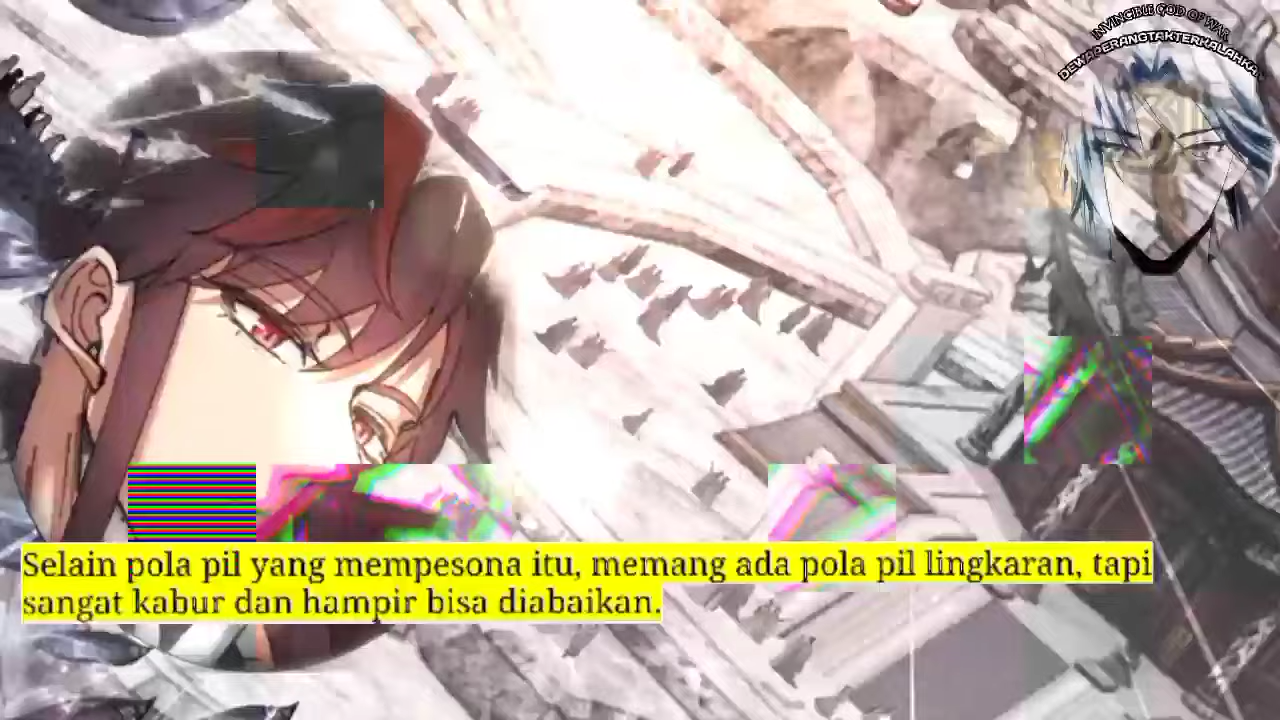 INVINCIBLE GOD OF WAR
DEWAPERANGTAKTERKALAHKAN
Selain pola pil yang mempesona itu, memang ada pola pil lingkaran, tapi
sangat kabur dan hampir bisa diabaikan.